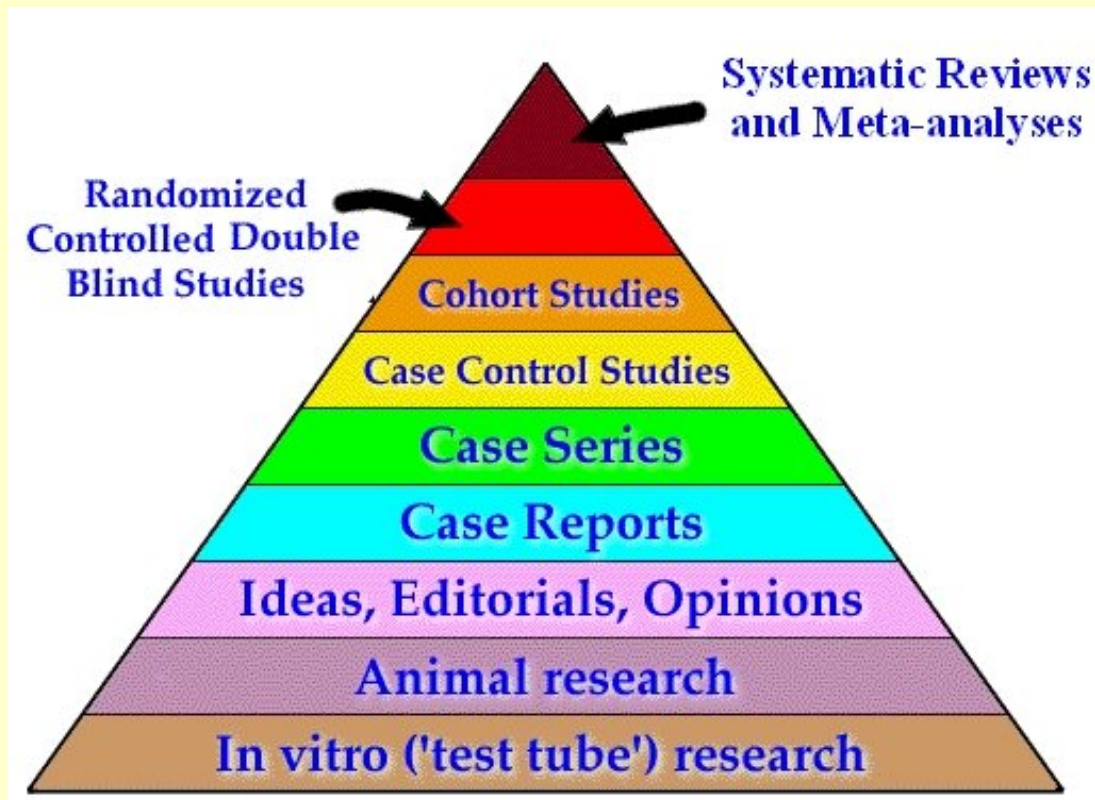 Systematic Reviews
and Meta-analyses
Randomized
Controlled Double
Blind Studies
Cohort Studies
Case Control Studies
Case Series
Case Reports
Ideas, Editorials, Opinions
Animal research
In vitro ('test tube') research